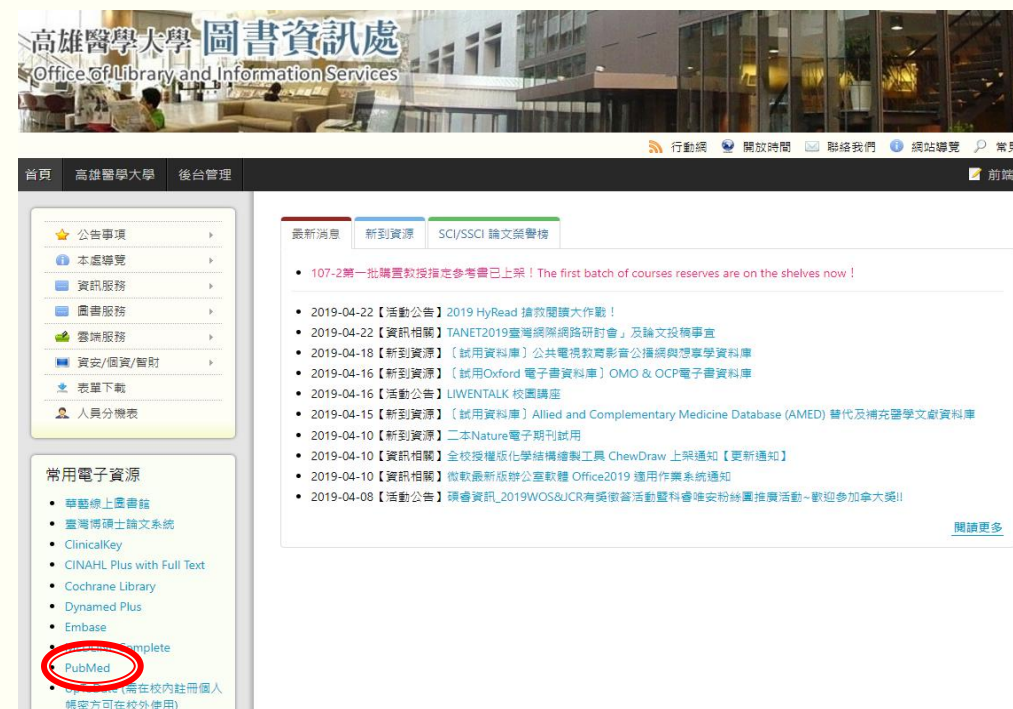 高雄醫學大學 圖書資訊處
Office of Library and Information Services
行動網 開放時間 聯絡我們 網站導覽 常
首頁 高雄醫學大學 後台管理 前端
公告事項
本處導覽
資訊服務
圖書服務
雲端服務
資安/個資/智財
表單下載
人員分機表
常用電子資源
華藝線上圖書館
臺灣博碩士論文系統
ClinicalKey
CINAHL Plus with Full Text
Cochrane Library
Dynamed Plus
Embase
Complete
PubMed
(需在校內註冊個人
帳密方可在校外使用)
最新消息 新到資源 SCI/SSCI 論文榮譽榜
107-2第一批購置教授指定參考書已上架！The first batch of courses reserves are on the shelves now！
2019-04-22【活動公告】2019 HyRead 搶救閱讀大作戰！
2019-04-22【資訊相關】TANET2019臺灣網際網路研討會」及論文投稿事宜
2019-04-18【新到資源】〔試用資料庫〕公共電視教育影音公播網與想享學資料庫
2019-04-16【新到資源】〔試用Oxford 電子書資料庫〕OMO & OCP電子書資料庫
2019-04-16【活動公告】LIWENTALK 校園講座
2019-04-15【新到資源】〔試用資料庫〕Allied and Complementary Medicine Database (AMED) 替代及補充醫學文獻資料庫
2019-04-10【新到資源】二本Nature電子期刊試用
2019-04-10【資訊相關】全校授權版化學結構繪製工具 ChewDraw 上架通知【更新通知】
2019-04-10【資訊相關】微軟最新版辦公室軟體 Office2019 適用作業系統通知
2019-04-08【活動公告】碩睿資訊_2019WOS&JCR有獎徵答活動暨科睿唯安粉絲團推廣活動~歡迎參加拿大獎!!
閱讀更多